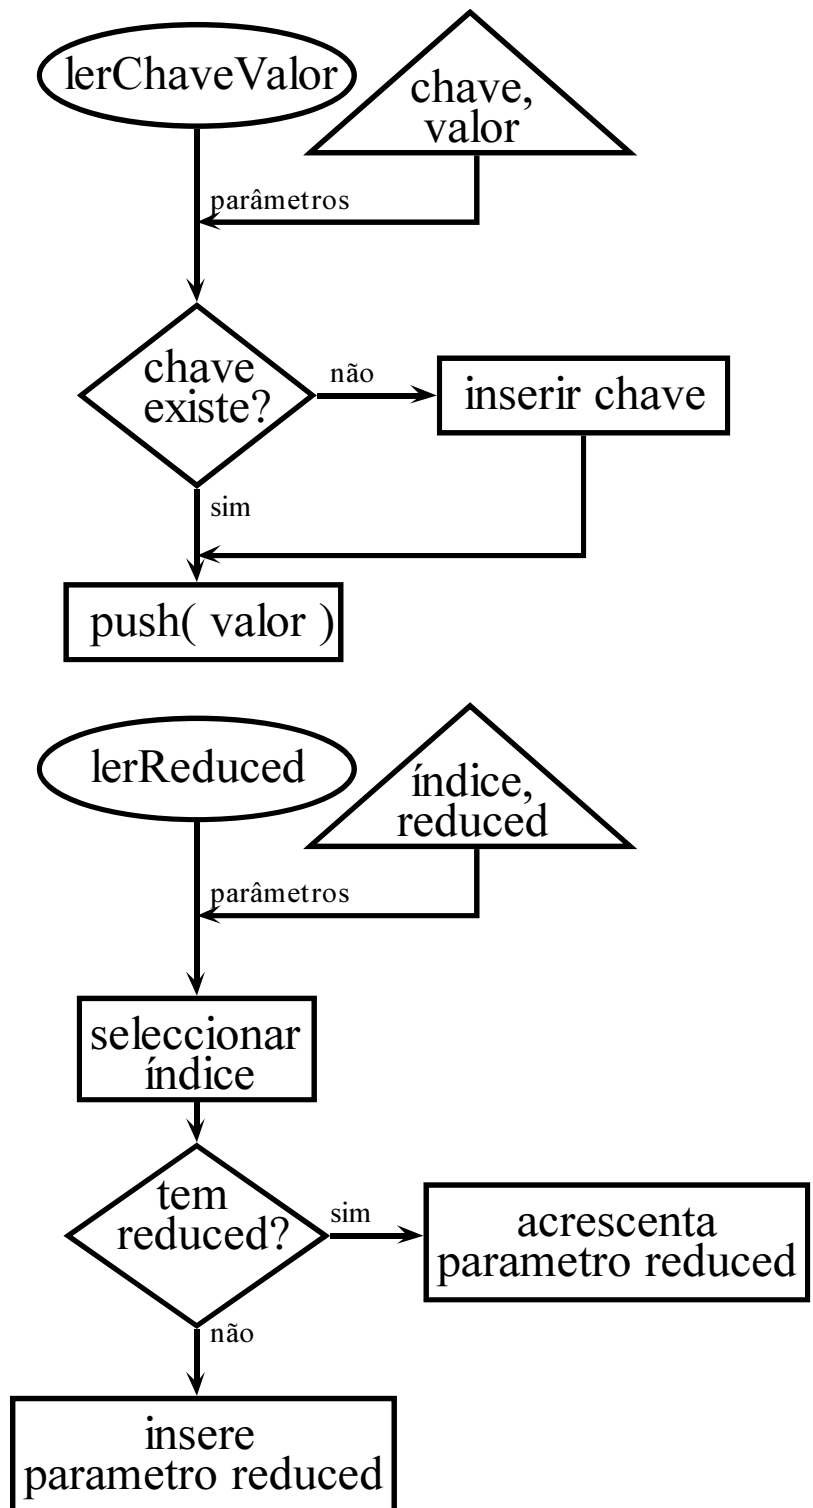 lerChaveValor
chave,
valor
parâmetros
chave
existe?
não
inserir chave
sim
push( valor )
lerReduced
índice,
reduced
parâmetros
seleccionar
índice
tem
reduced?
sim
acrescenta
parametro reduced
não
insere
parametro reduced